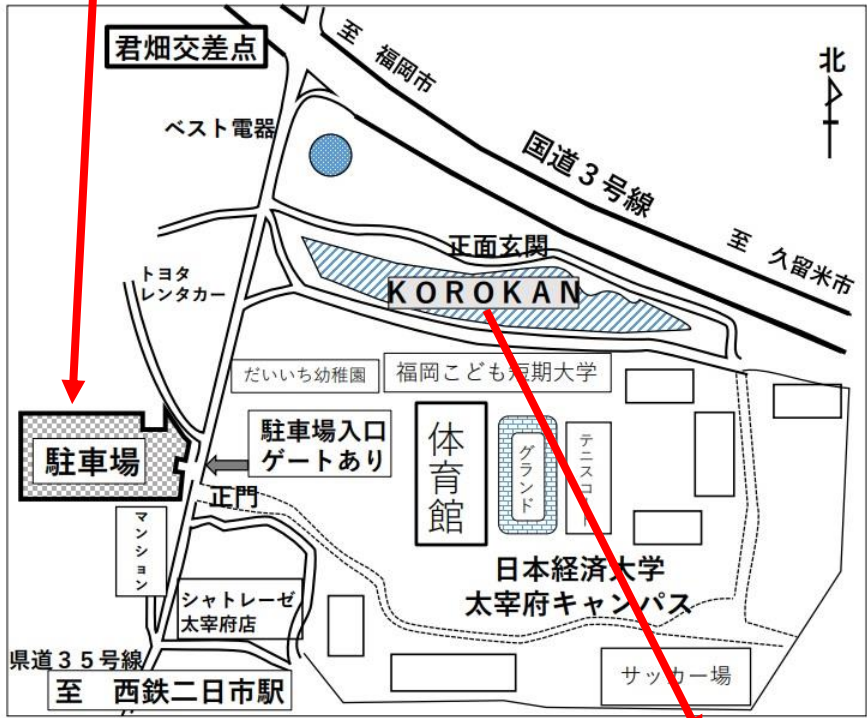 君畑交差点
至 福岡市
北
ベスト電器
国道３号線
至 久留米市
正面玄関
トヨタ
レンタカー
ＫＯＲＯＫＡＮ
だいいち幼稚園
福岡こども短期大学
駐車場
駐車場入口
ゲートあり
体育館
グランド
テニスコート
正門
マンション
日本経済大学
太宰府キャンパス
シャトレーゼ
太宰府店
県道３５号線
至 西鉄二日市駅
サッカー場